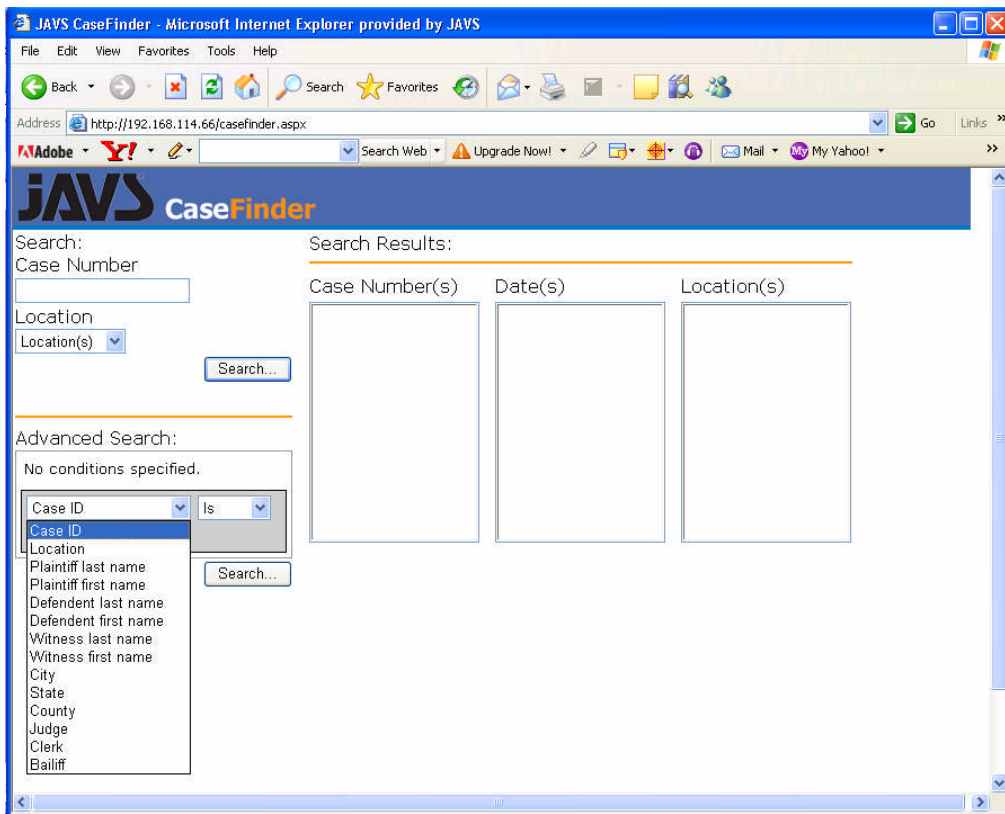 JAVS CaseFinder - Microsoft Internet Explorer provided by JAVS
File Edit View Favorites Tools Help
Back Search Favorites
Address http://192.168.114.66/casefinder.aspx Go Links »
Adobe Y! Search Web Upgrade Now! Mail My My Yahoo! »
JAVS CaseFinder
Search:
Case Number
Location
Location(s)
Search...
Search Results:
Case Number(s) Date(s) Location(s)
Advanced Search:
No conditions specified.
Case ID Is
Case ID
Location
Plaintiff last name
Plaintiff first name
Defendent last name
Defendent first name
Witness last name
Witness first name
City
State
County
Judge
Clerk
Bailiff
Search...